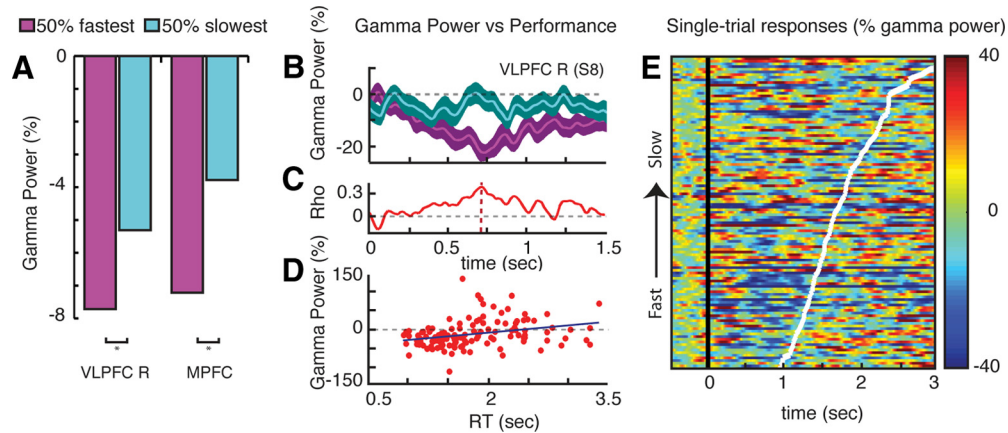 50% fastest 50% slowest
Gamma Power vs Performance
Single-trial responses (% gamma power)
A
0
-4
-8
Gamma Power (%)
*
*
VLPFC R MPFC
B
VLPFC R (S8)
Gamma Power (%)
0
-20
C
Rho
0.3
0
0 0.5 1 1.5
time (sec)
D
Gamma Power (%)
150
0
-150
0.5 2 3.5
RT (sec)
E
Slow
Fast
0 1 2 3
time (sec)
40
0
-40